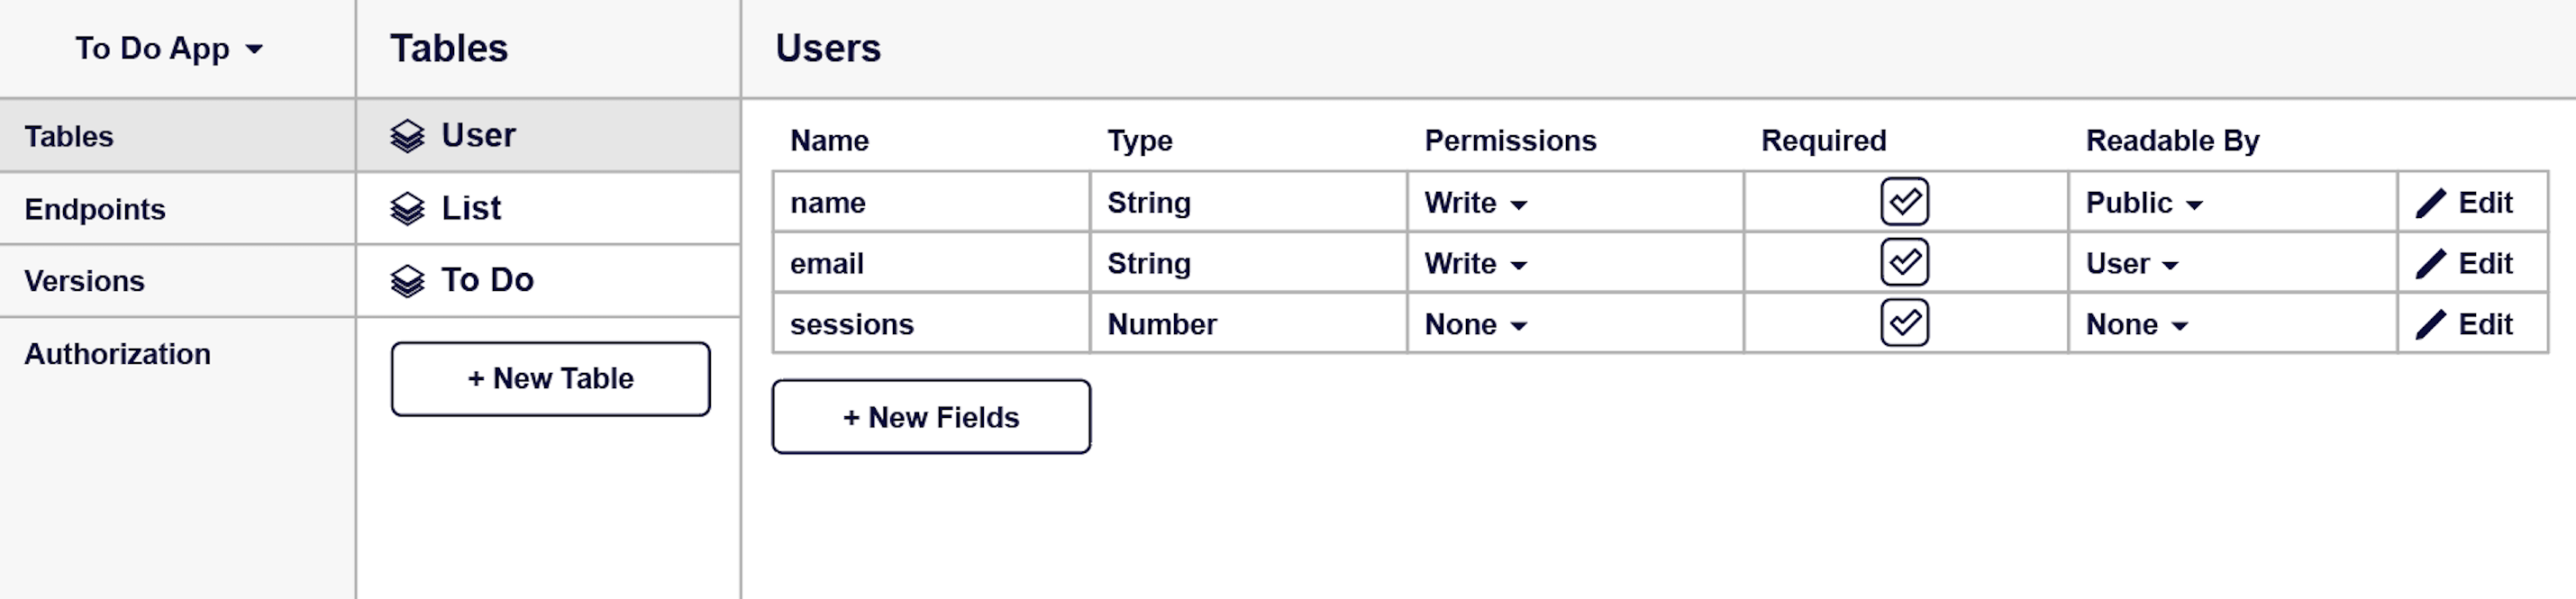 To Do App
Tables
Endpoints
Versions
Authorization
Tables
User
List
To Do
+ New Table
Users
Name Type Permissions Required Readable By
name String Write Public Edit
email String Write User Edit
sessions Number None None Edit
+ New Fields